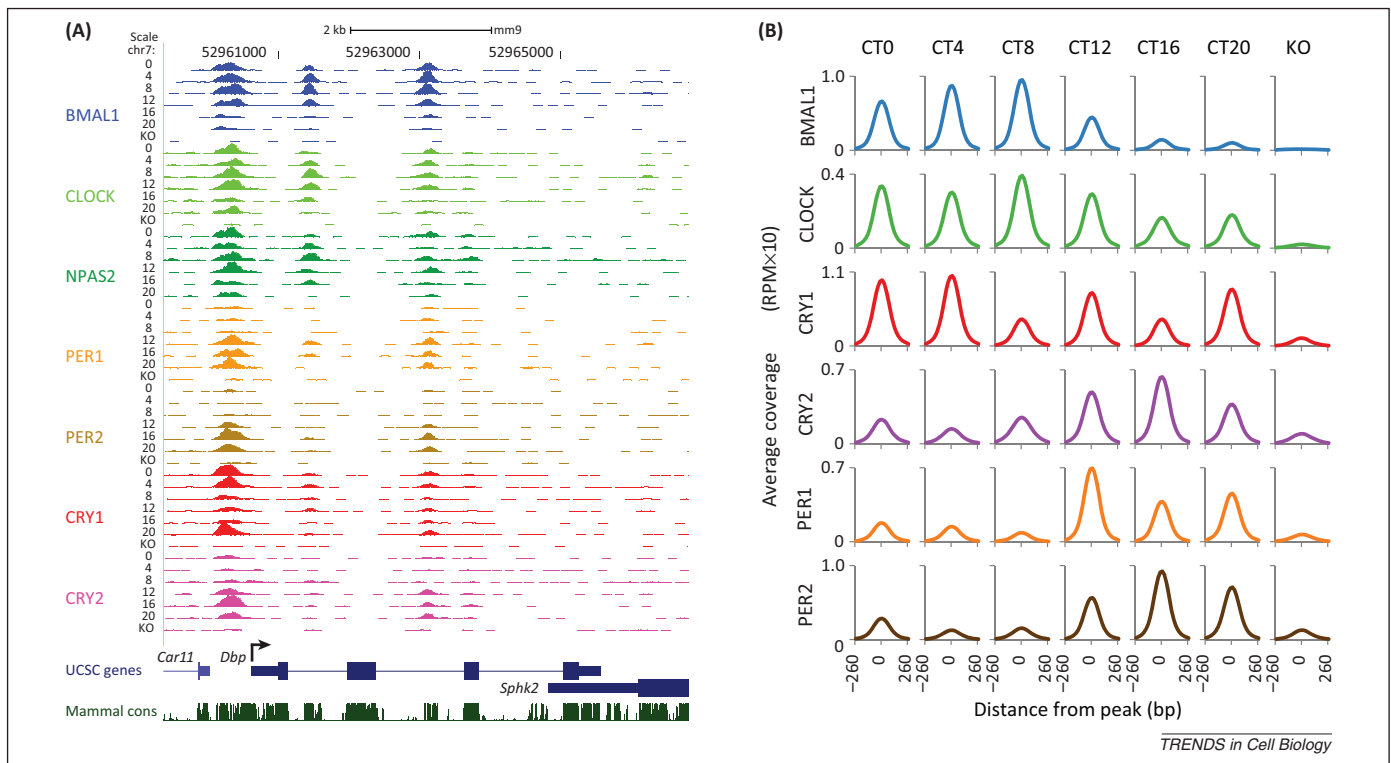 (A)
Scale
2 kb
mm9
chr7:
52961000
52963000
52965000
BMAL1
0
4
8
12
16
20
KO
CLOCK
0
4
8
12
16
20
KO
NPAS2
0
4
8
12
16
20
PER1
0
4
8
12
16
20
KO
PER2
0
4
8
12
16
20
KO
CRY1
0
4
8
12
16
20
KO
CRY2
0
4
8
12
16
20
KO
Car11
Dbp
UCSC genes
Sphk2
Mammal cons
(B)
CT0 CT4 CT8 CT12 CT16 CT20 KO
BMAL1
1.0
0
CLOCK
0.4
0
CRY1
1.1
0
CRY2
0.7
0
PER1
0.7
0
PER2
1.0
0
Average coverage (RPM×10)
−260 0 260 −260 0 260 −260 0 260 −260 0 260 −260 0 260 −260 0 260 −260 0 260
Distance from peak (bp)
TRENDS in Cell Biology